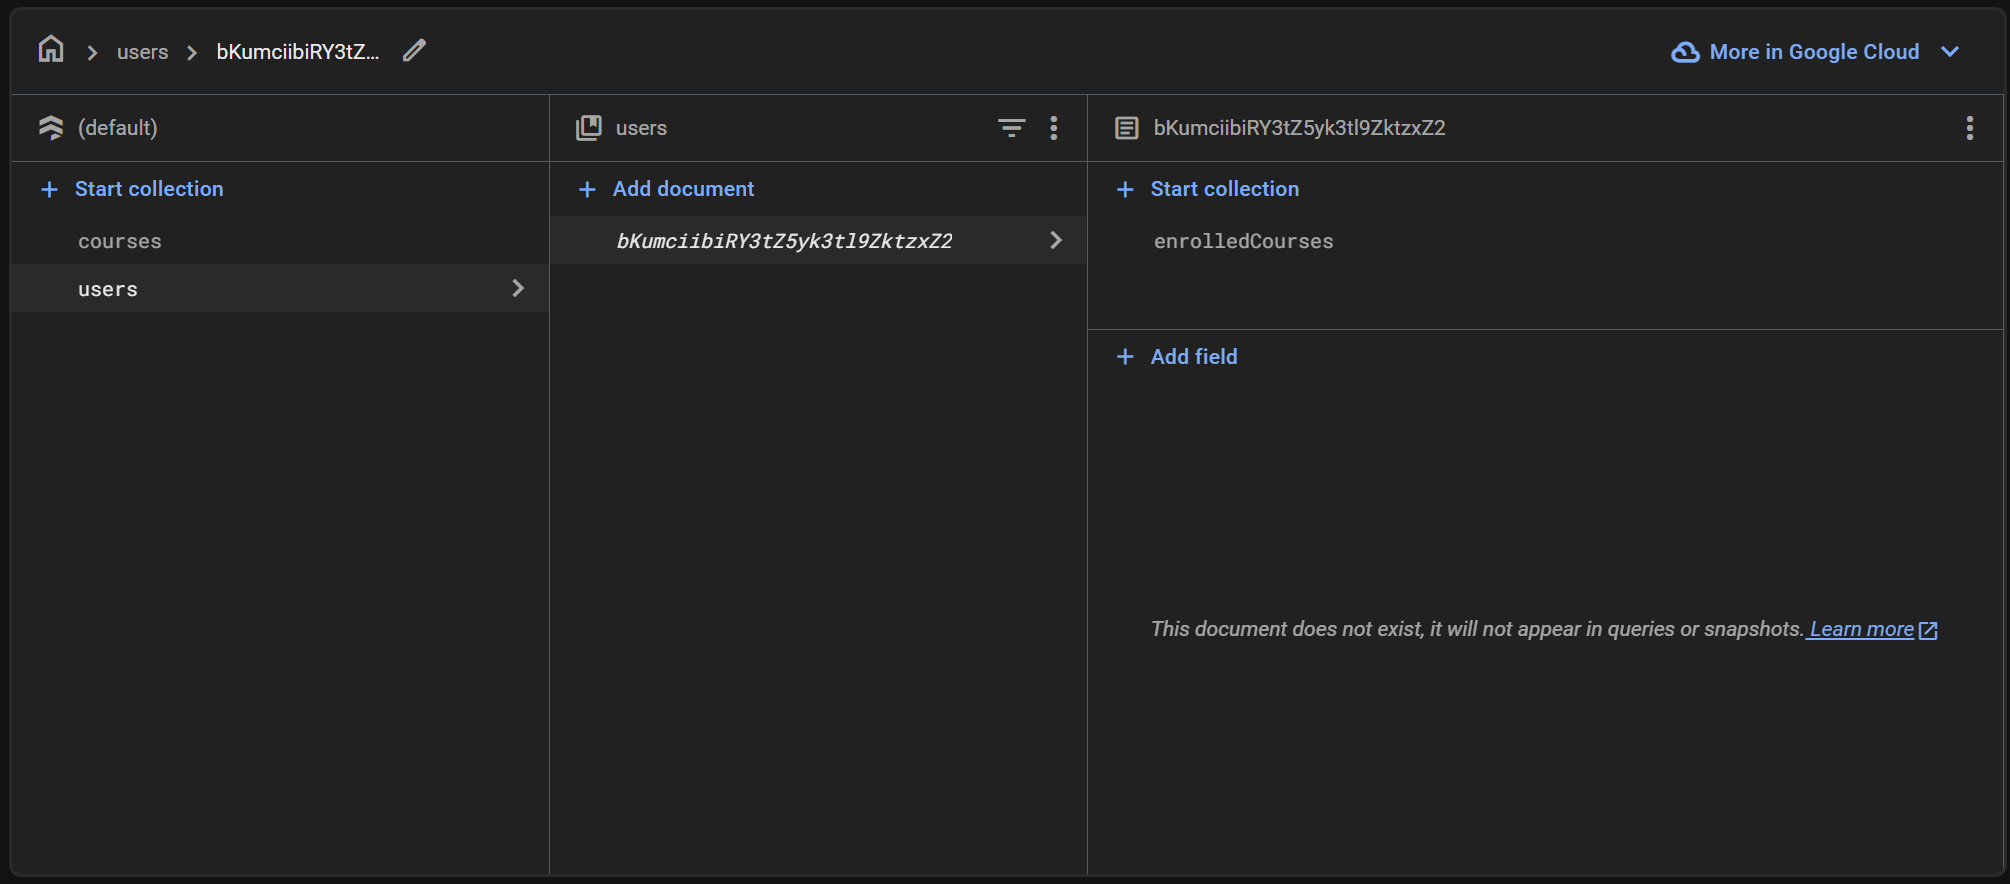 users
bKumciibiRY3tZ...
More in Google Cloud
(default)
users
bKumciibiRY3tZ5yk3tl9ZktzxZ2
Start collection
Add document
Start collection
courses
bKumciibiRY3tZ5yk3tl9ZktzxZ2
enrolledCourses
users
Add field
This document does not exist, it will not appear in queries or snapshots. Learn more